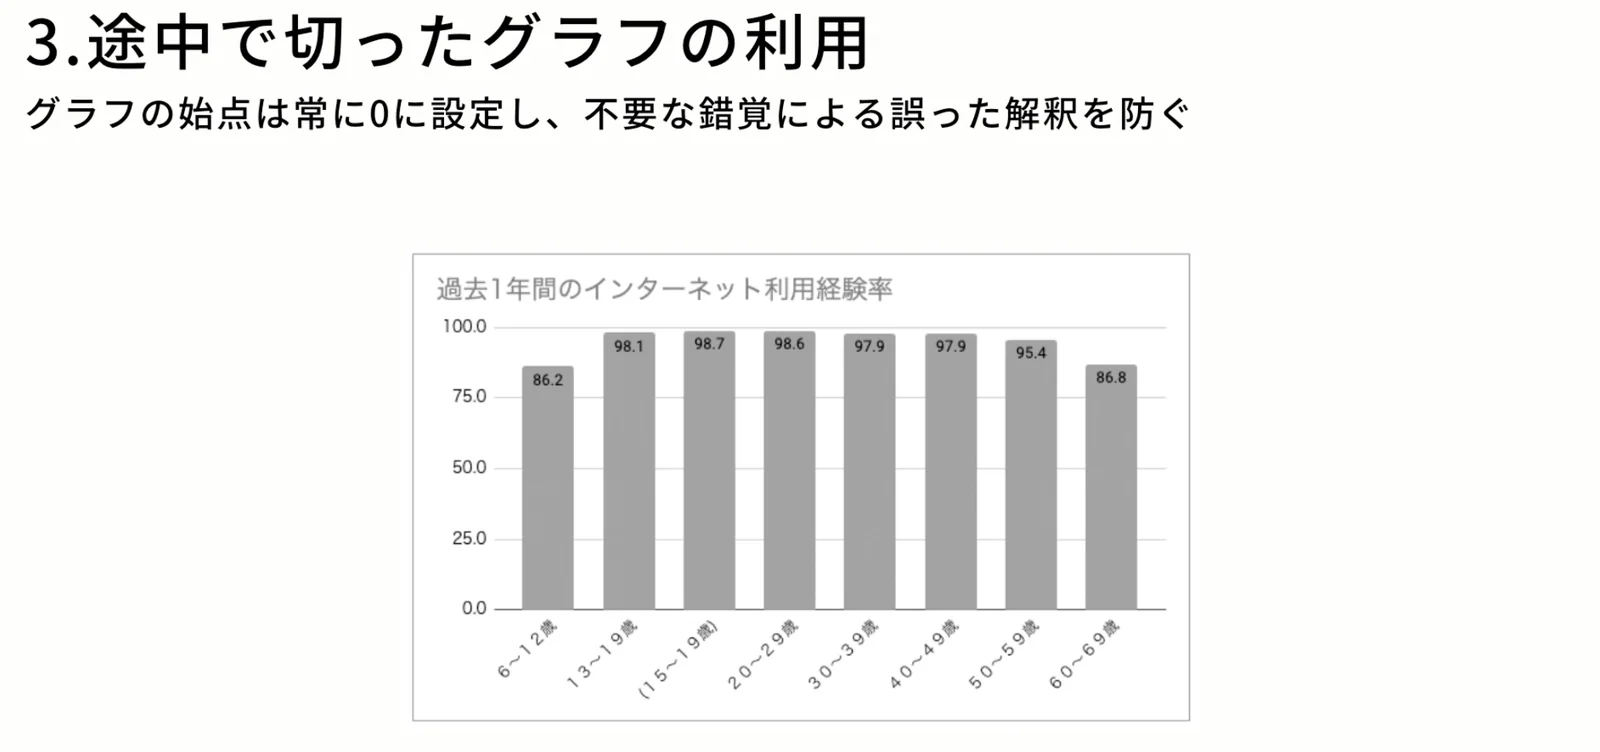 3.途中で切ったグラフの利用
グラフの始点は常に0に設定し、不要な錯覚による誤った解釈を防ぐ
過去1年間のインターネット利用経験率
100.0
75.0
50.0
25.0
0.0
86.2
98.1
98.7
98.6
97.9
97.9
95.4
86.8
6〜12歳
13〜19歳
(15〜19歳)
20〜29歳
30〜39歳
40〜49歳
50〜59歳
60〜69歳